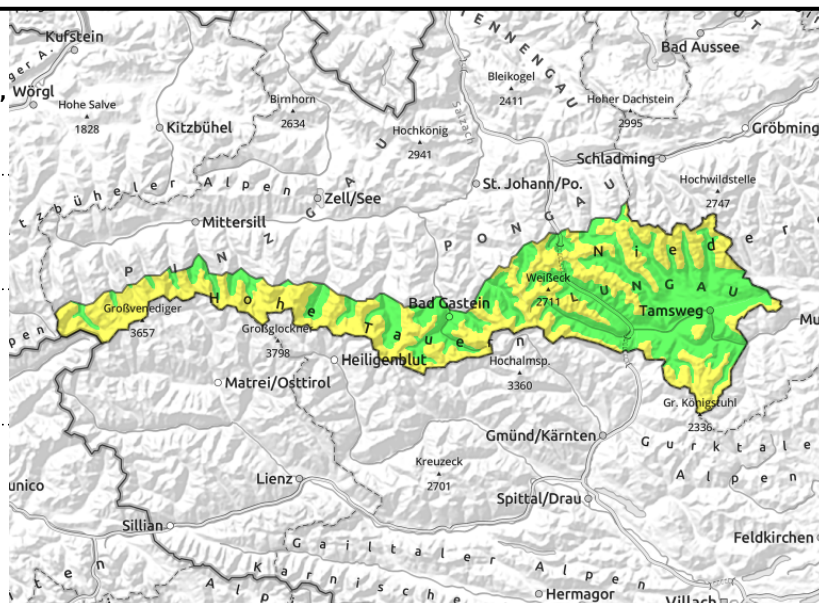 TENNENGAU
Bad Aussee
Kufstein
Wörgl
Hohe Salve
1828
Birnhorn
2634
Kitzbühel
Bleikogel
2411
Hoher Dachstein
2995
Salzach
Hochkönig
2941
Gröbming
Schladming
Hochwildstelle
2747
Alpen
Zell/See
St. Johann/Po.
Mittersill
PINZGAU
PONGAU
Nied
LUNGAU
Weißeck
2711
Tamsweg
Großvenediger
3657
Hohe Tauern
Bad Gastein
Großglockner
3798
Heiligenblut
Hochalmsp.
3360
Matrei/Osttirol
Gr. Königstuhl
2336
Gmünd/Kärnten
Gurktale
Alpen
Kreuzeck
2701
Lienz
Spittal/Drau
Sillian
Feldkirchen
Gailtaler Alpen
Karnische
Hermagor
Villach